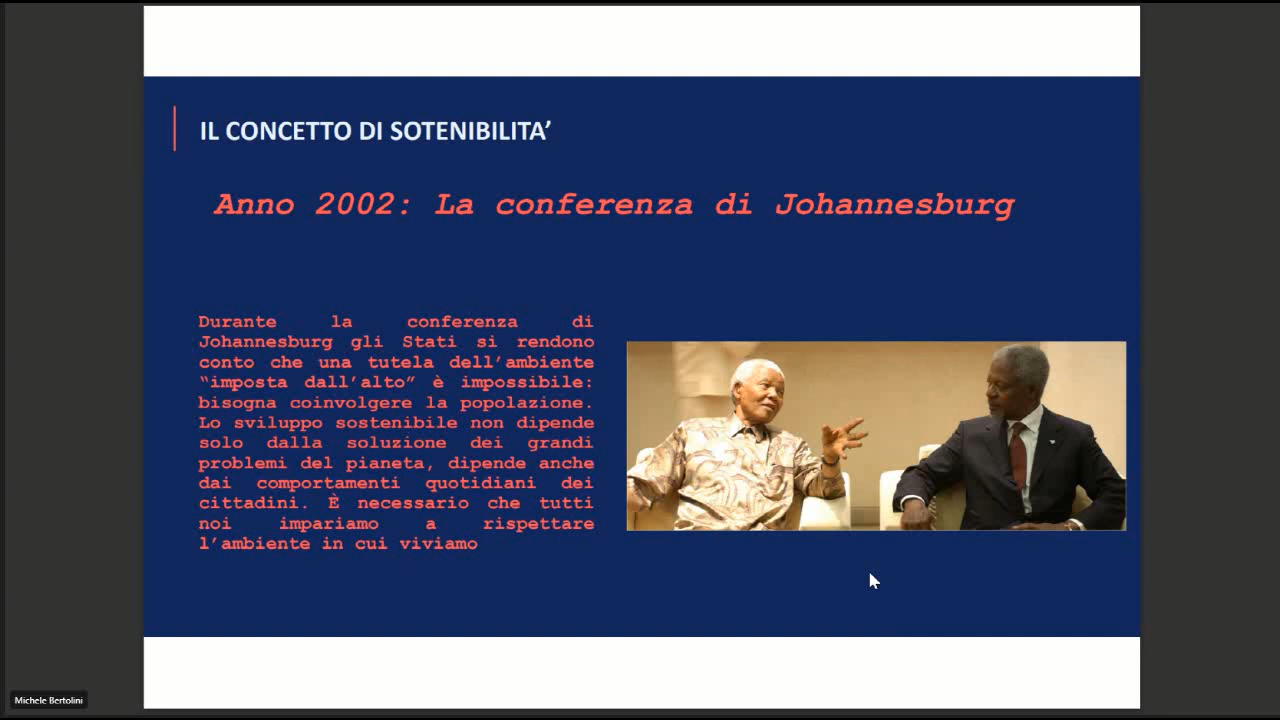 IL CONCETTO DI SOTENIBILITA’
Anno 2002: La conferenza di Johannesburg
Durante la conferenza di
Johannesburg gli Stati si rendono
conto che una tutela dell’ambiente
“imposta dall’alto” è impossibile:
bisogna coinvolgere la popolazione.
Lo sviluppo sostenibile non dipende
solo dalla soluzione dei grandi
problemi del pianeta, dipende anche
dai comportamenti quotidiani dei
cittadini. È necessario che tutti
noi impariamo a rispettare
l’ambiente in cui viviamo
Michele Bertolini